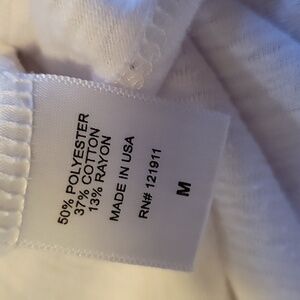 50% POLYESTER
37% COTTON
13% RAYON
MADE IN USA
RN# 121911
M